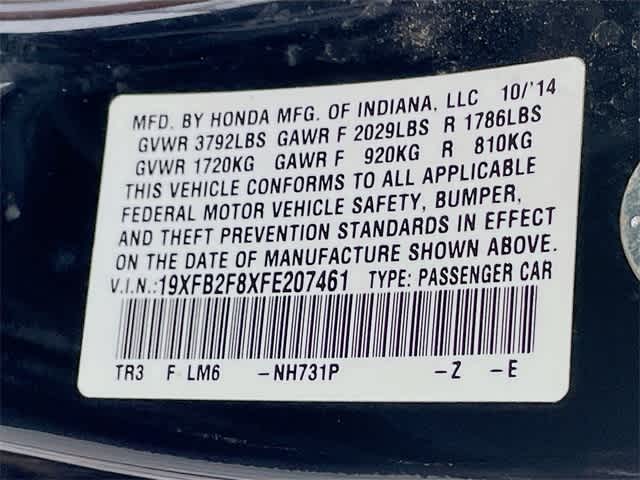 MFD. BY HONDA MFG. OF INDIANA, LLC 10/'14
GVWR 3792LBS GAWR F 2029LBS R 1786LBS
GVWR 1720KG GAWR F 920KG R 810KG
THIS VEHICLE CONFORMS TO ALL APPLICABLE
FEDERAL MOTOR VEHICLE SAFETY, BUMPER,
AND THEFT PREVENTION STANDARDS IN EFFECT
ON THE DATE OF MANUFACTURE SHOWN ABOVE.
V.I.N.:19XFB2F8XFE207461 TYPE: PASSENGER CAR
TR3 F LM6 -NH731P -Z -E